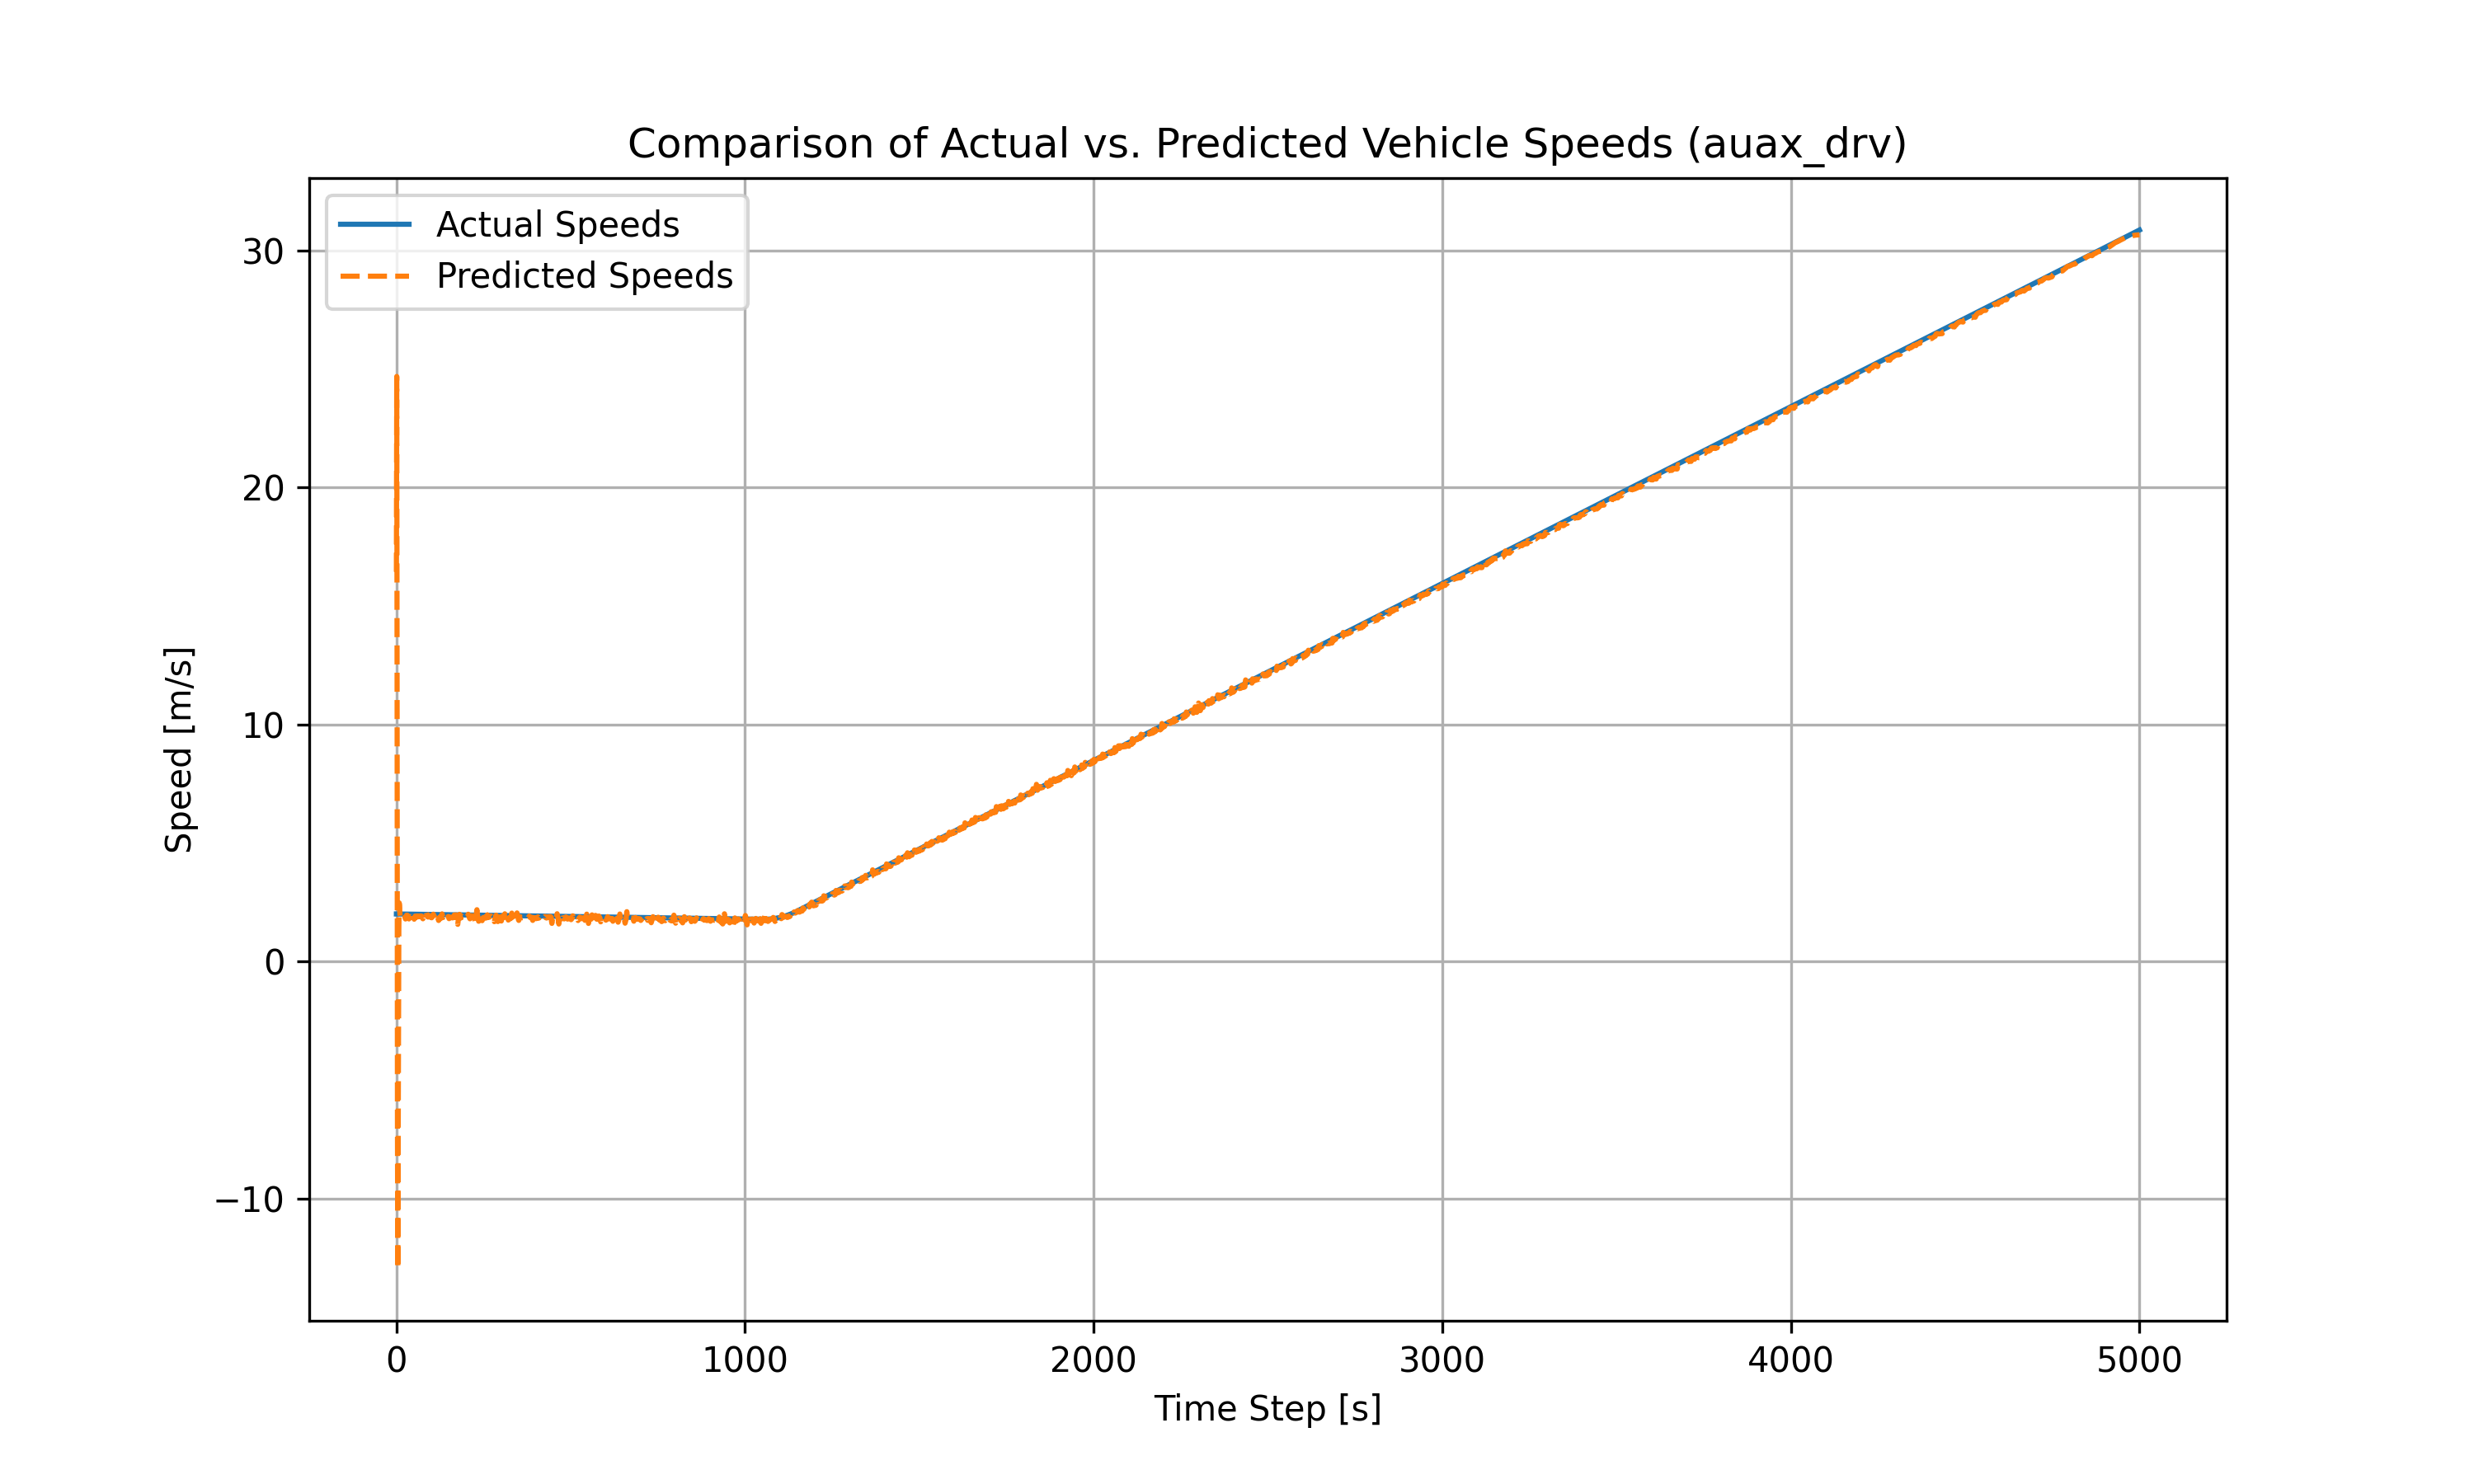 Comparison of Actual vs. Predicted Vehicle Speeds (auax_drv)
Actual Speeds
Predicted Speeds
30
20
10
0
−10
Speed [m/s]
0
1000
2000
3000
4000
5000
Time Step [s]